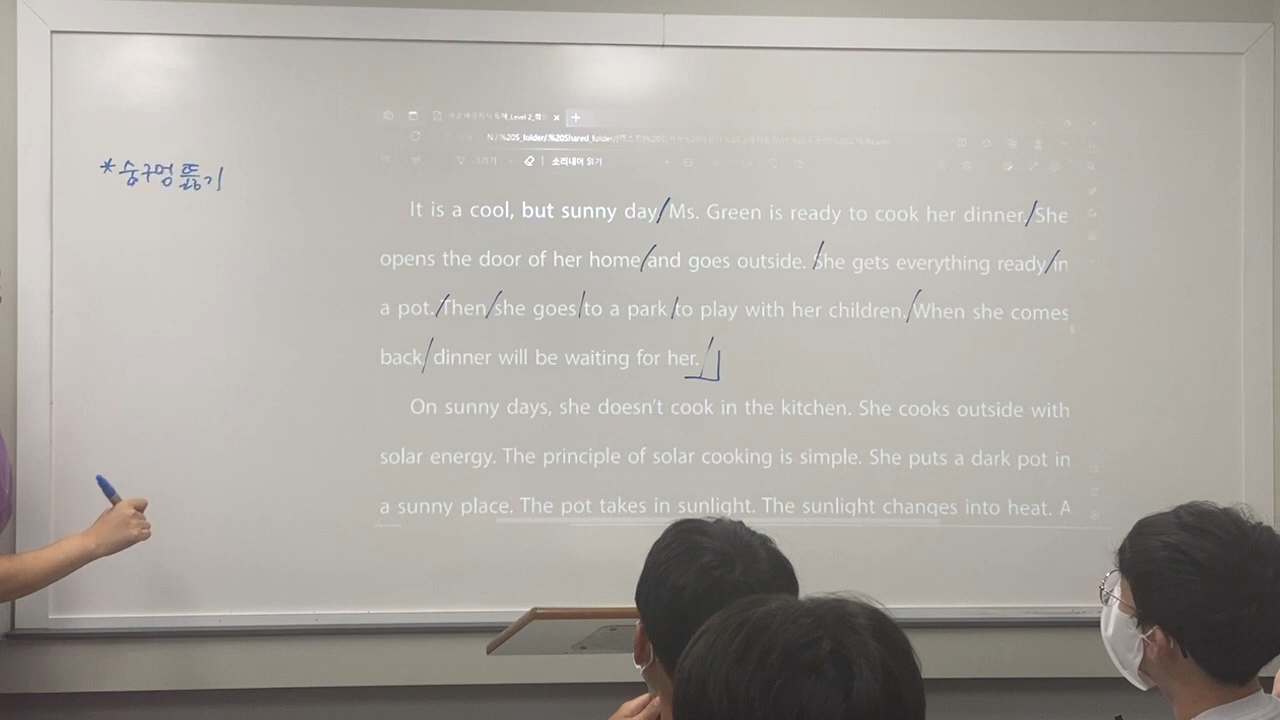 *숨구멍 뚫기
Level 2_
N / %20S_folder/.%20Shared_folder/
소리내어 읽기
It is a cool, but sunny day/ Ms. Green is ready to cook her dinner./ She
opens the door of her home/ and goes outside. / She gets everything ready/ in
a pot./ Then/ she goes/ to a park /to play with her children./ When she comes
back,/ dinner will be waiting for her./
On sunny days, she doesn't cook in the kitchen. She cooks outside with
solar energy. The principle of solar cooking is simple. She puts a dark pot in
a sunny place. The pot takes in sunlight. The sunlight changes into heat. A